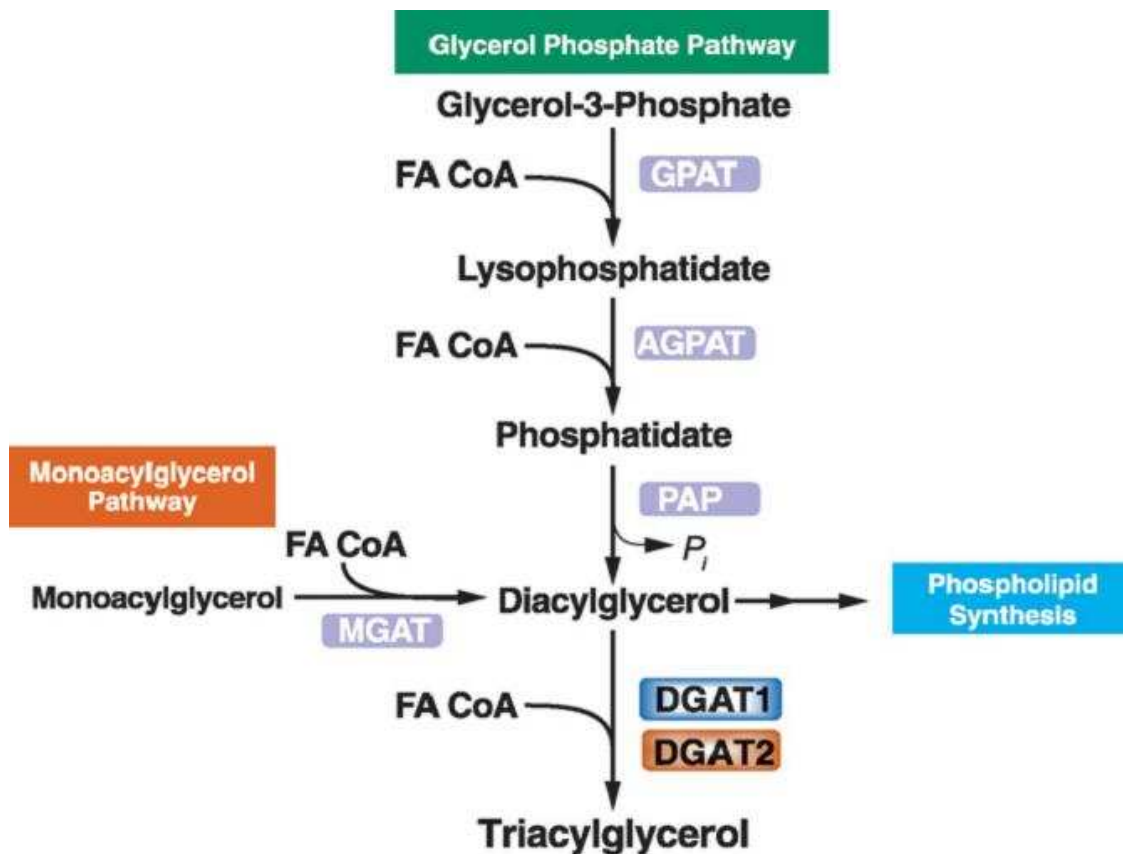 Glycerol Phosphate Pathway
Glycerol-3-Phosphate
FA CoA
GPAT
Lysophosphatidate
FA CoA
AGPAT
Phosphatidate
Monoacylglycerol
Pathway
PAP
FA CoA
Pi
Monoacylglycerol
Diacylglycerol
Phospholipid
Synthesis
MGAT
FA CoA
DGAT1
DGAT2
Triacylglycerol